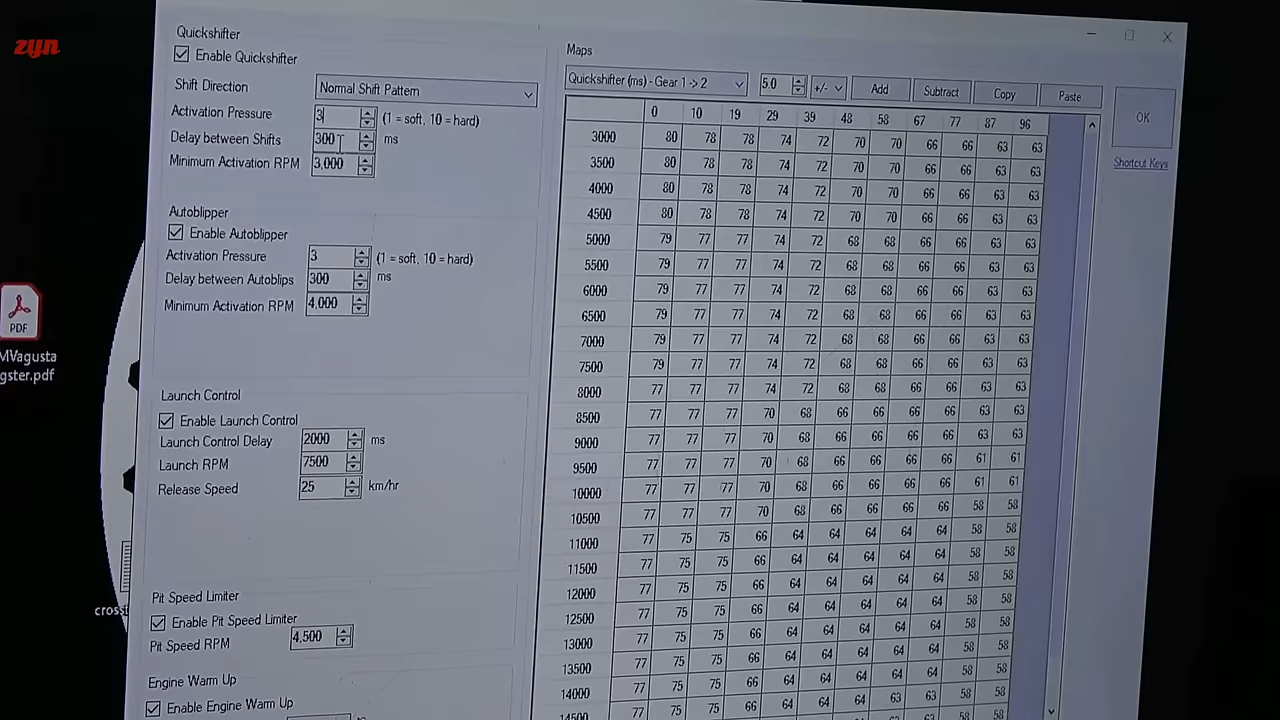 zyn
Quickshifter
Enable Quickshifter
Shift Direction Normal Shift Pattern
Activation Pressure 3 (1 = soft, 10 = hard)
Delay between Shifts 300 ms
Minimum Activation RPM 3,000
Autoblipper
Enable Autoblipper
Activation Pressure 3 (1 = soft, 10 = hard)
Delay between Autoblips 300 ms
Minimum Activation RPM 4,000
Launch Control
Enable Launch Control
Launch Control Delay 2000 ms
Launch RPM 7500
Release Speed 25 km/hr
Pit Speed Limiter
Enable Pit Speed Limiter
Pit Speed RPM 4,500
Engine Warm Up
Enable Engine Warm Up
Maps
Quickshifter (ms) - Gear 1 -> 2 5.0 +/- Add Subtract Copy Paste
OK
Shortcut Keys
0 10 19 29 39 48 58 67 77 87 96
3000 80 78 78 74 72 70 70 66 66 63 63
3500 80 78 78 74 72 70 70 66 66 63 63
4000 80 78 78 74 72 70 70 66 66 63 63
4500 80 78 78 74 72 70 70 66 66 63 63
5000 79 77 77 74 72 68 68 66 66 63 63
5500 79 77 77 74 72 68 68 66 66 63 63
6000 79 77 77 74 72 68 68 66 66 63 63
6500 79 77 77 74 72 68 68 66 66 63 63
7000 79 77 77 74 72 68 68 66 66 63 63
7500 79 77 77 74 72 68 68 66 66 63 63
8000 77 77 77 74 72 68 68 66 66 63 63
8500 77 77 77 70 68 66 66 66 66 63 63
9000 77 77 77 70 68 66 66 66 66 63 63
9500 77 77 77 70 68 66 66 66 66 61 61
10000 77 77 77 70 68 66 66 66 66 61 61
10500 77 77 77 70 68 66 66 66 66 58 58
11000 77 75 75 66 64 64 64 64 64 58 58
11500 77 75 75 66 64 64 64 64 64 58 58
12000 77 75 75 66 64 64 64 64 64 58 58
12500 77 75 75 66 64 64 64 64 64 58 58
13000 77 75 75 66 64 64 64 64 64 58 58
13500 77 75 75 66 64 64 64 64 64 58 58
14000 77 75 75 66 64 64 64 64 64 58 58
14500 77 75 75 66 64 64 64 63 63 58 58
PDF
MVagusta
gster.pdf
crosst